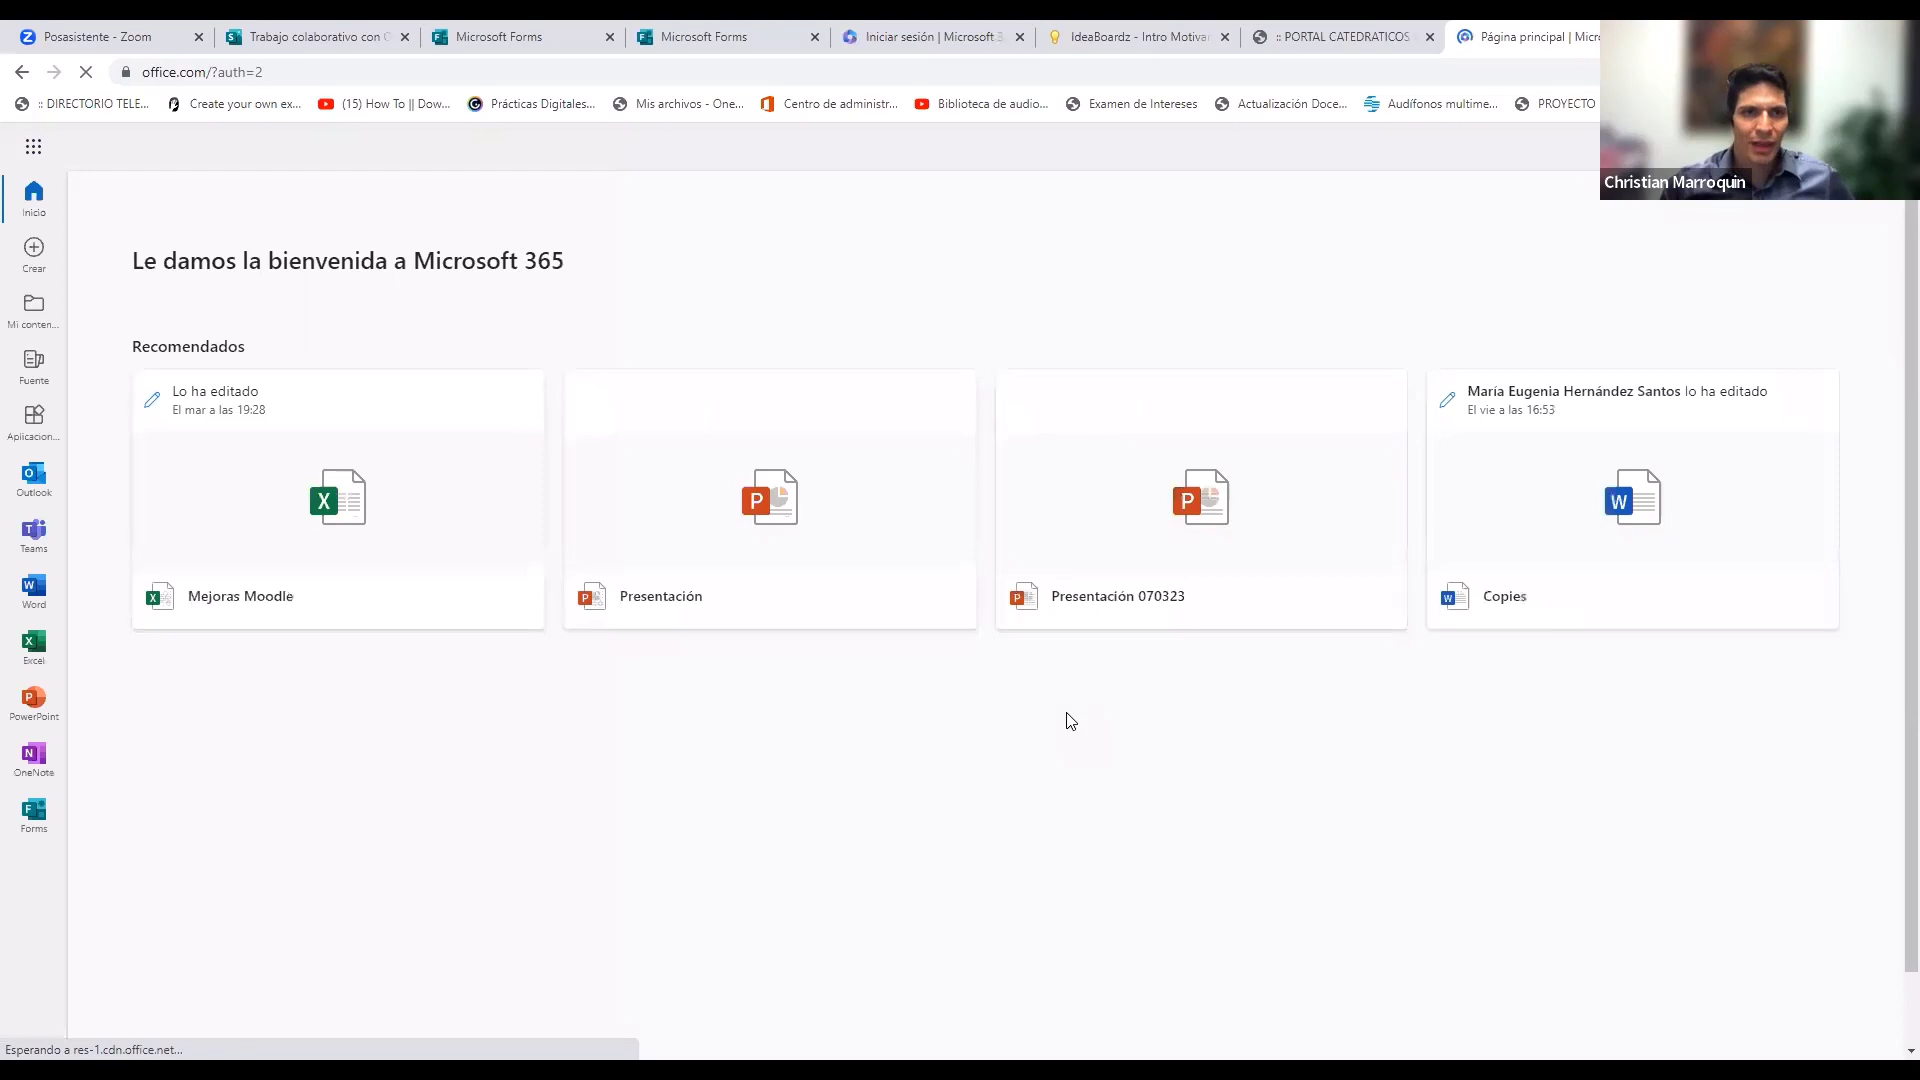 Posasistente - Zoom
Trabajo colaborativo con
Microsoft Forms
Microsoft Forms
Iniciar sesión | Microsoft 3
IdeaBoardz - Intro Motiva
:: PORTAL CATEDRATICOS
Página principal | Micro
office.com/?auth=2
:: DIRECTORIO TELE...
Create your own ex...
(15) How To || Dow...
Prácticas Digitales...
Mis archivos - One...
Centro de administr...
Biblioteca de audio...
Examen de Intereses
Actualización Doce...
Audífonos multime...
PROYECTO
Christian Marroquin
Inicio
Crear
Mi conten...
Fuente
Aplicacion...
Outlook
Teams
Word
Excel
PowerPoint
OneNote
Forms
Le damos la bienvenida a Microsoft 365
Recomendados
Lo ha editado
El mar a las 19:28
Mejoras Moodle
Presentación
Presentación 070323
María Eugenia Hernández Santos lo ha editado
El vie a las 16:53
Copies
Esperando a res-1.cdn.office.net...